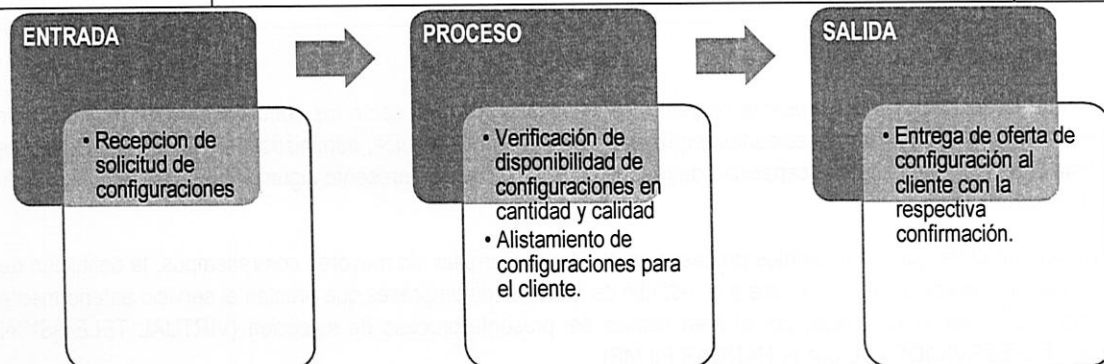 ENTRADA
PROCESO
SALIDA
• Recepcion de
solicitud de
configuraciones
• Verificación de
disponibilidad de
configuraciones en
cantidad y calidad
• Alistamiento de
configuraciones para
el cliente.
• Entrega de oferta de
configuración al
cliente con la
respectiva
confirmación.